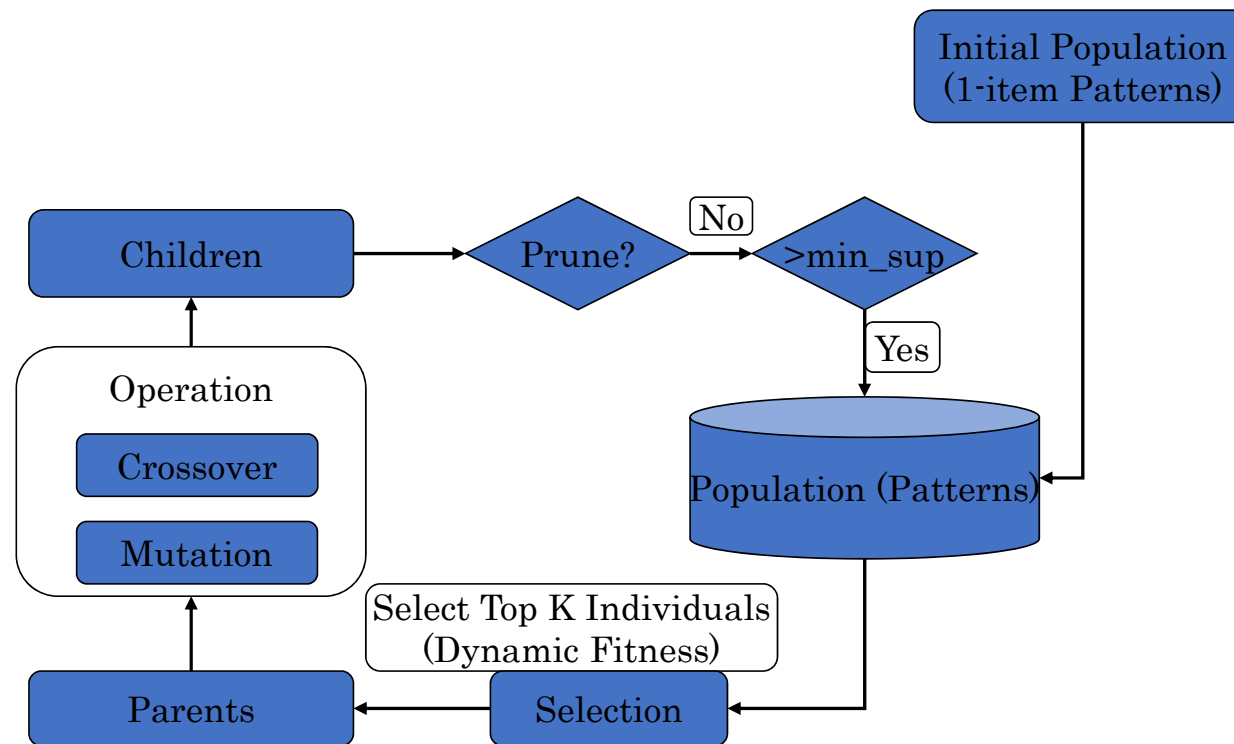 Initial Population
(1-item Patterns)
Children
Prune?
No
>min_sup
Yes
Operation
Crossover
Mutation
Population (Patterns)
Select Top K Individuals
(Dynamic Fitness)
Parents
Selection